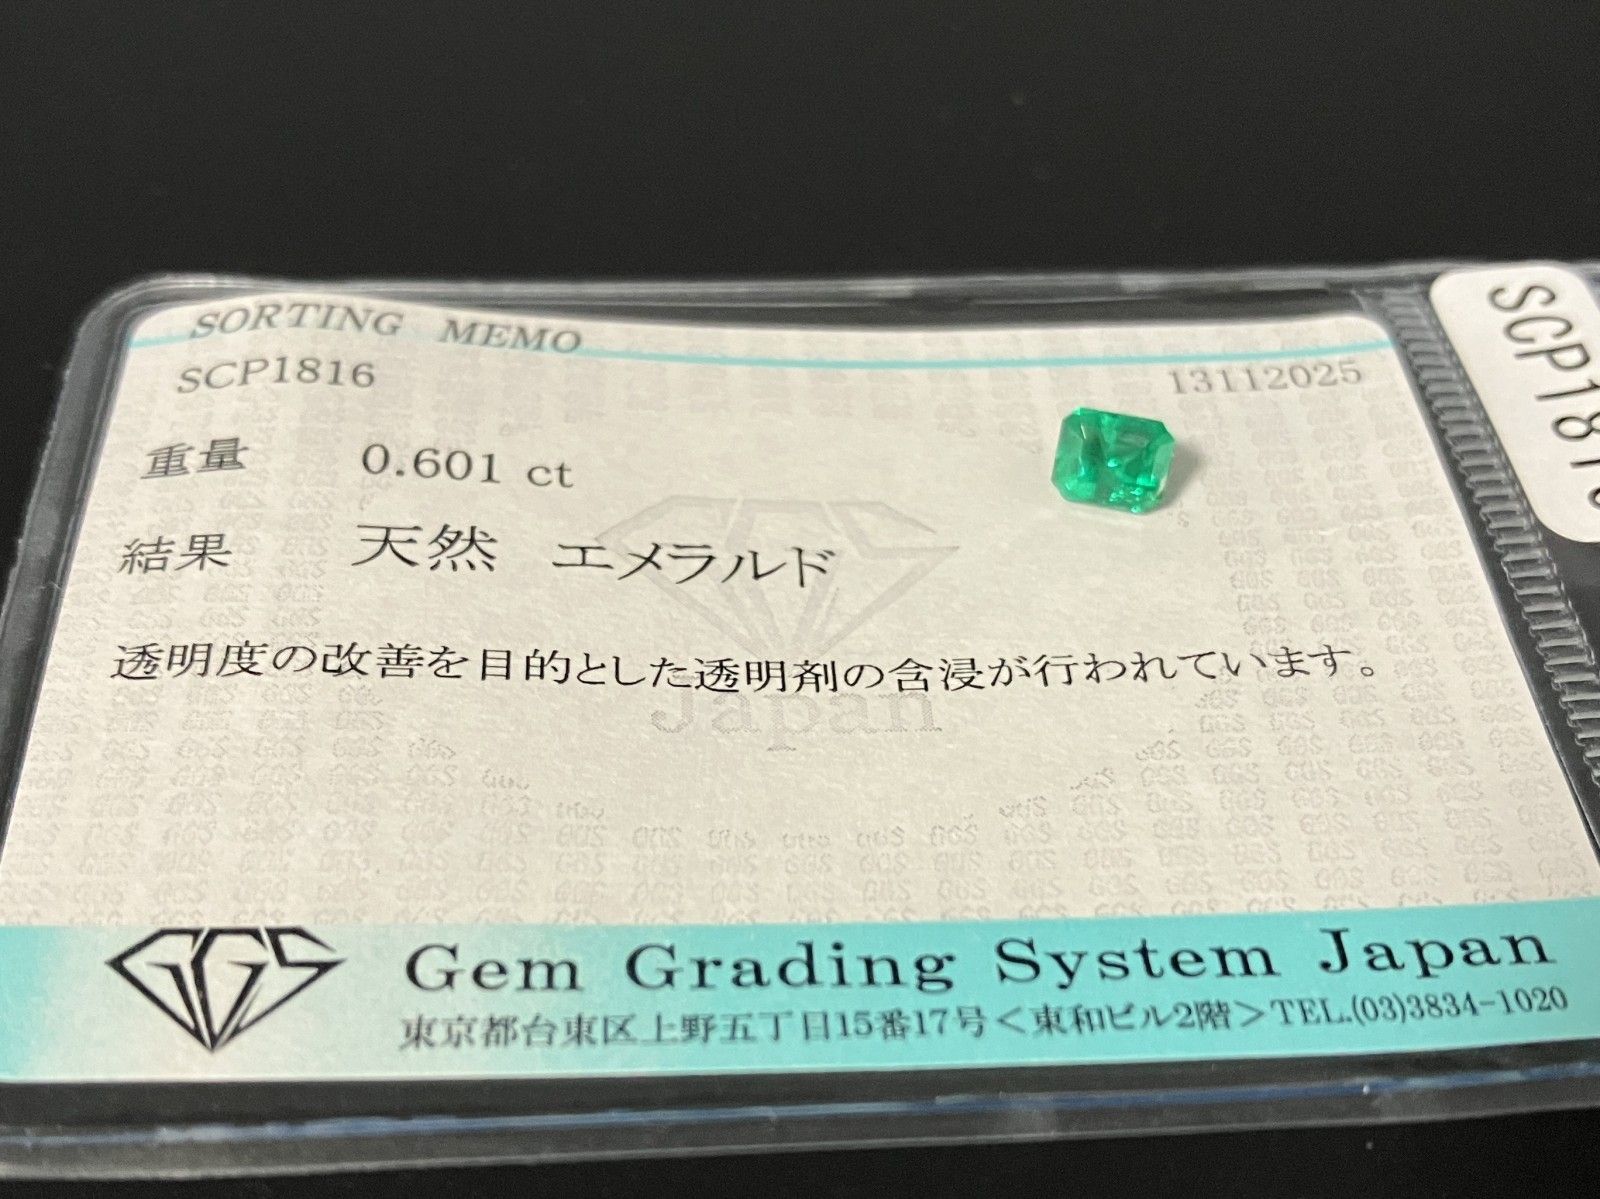 SORTING MEMO
SCP1816 13112025
重量 0.601 ct
結果 天然 エメラルド
透明度の改善を目的とした透明剤の含浸が行われています。
Japan
GGS Gem Grading System Japan
東京都台東区上野五丁目15番17号<東和ビル2階>TEL.(03)3834-1020
SCP1816